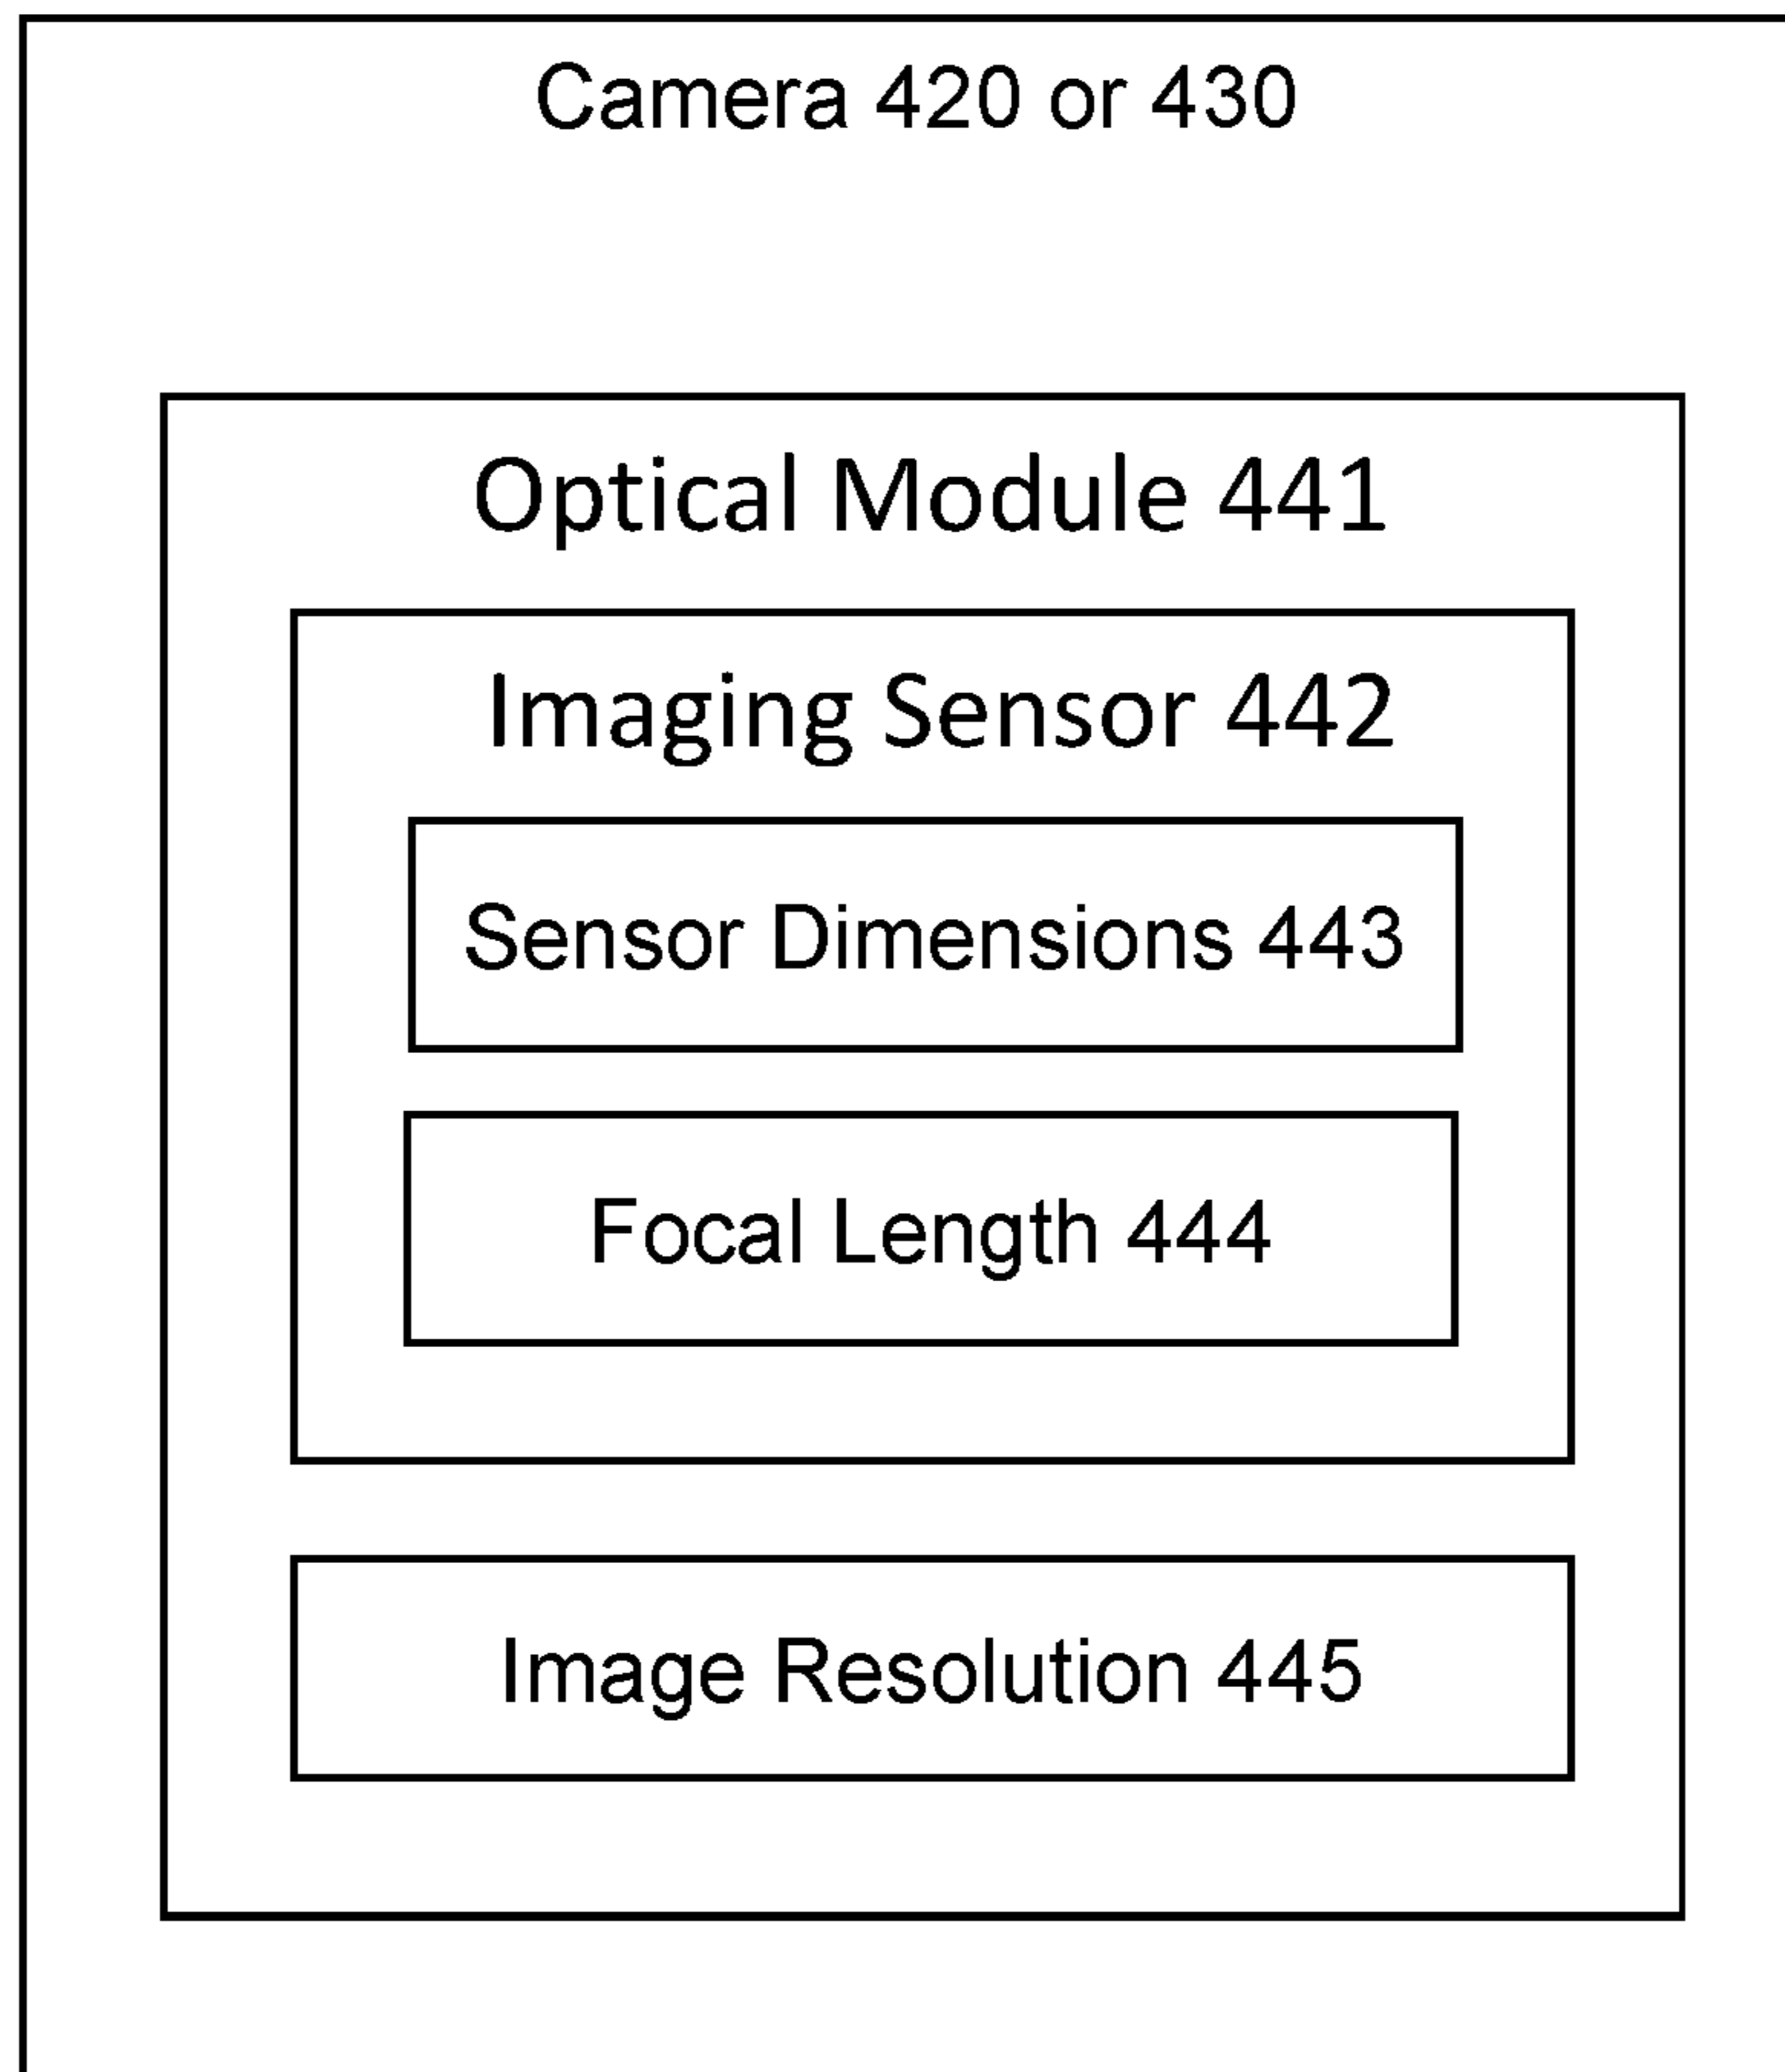 Camera 420 or 430
Optical Module 441
Imaging Sensor 442
Sensor Dimensions 443
Focal Length 444
Image Resolution 445